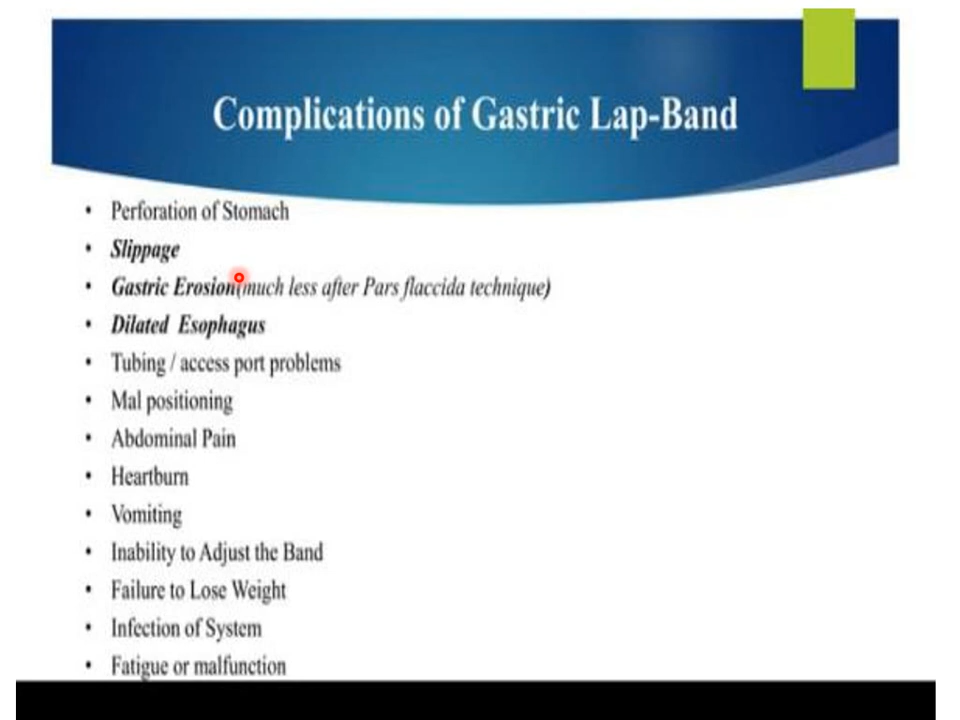 Complications of Gastric Lap-Band
• Perforation of Stomach
• Slippage
• Gastric Erosion(much less after Pars flaccida technique)
• Dilated Esophagus
• Tubing / access port problems
• Mal positioning
• Abdominal Pain
• Heartburn
• Vomiting
• Inability to Adjust the Band
• Failure to Lose Weight
• Infection of System
• Fatigue or malfunction